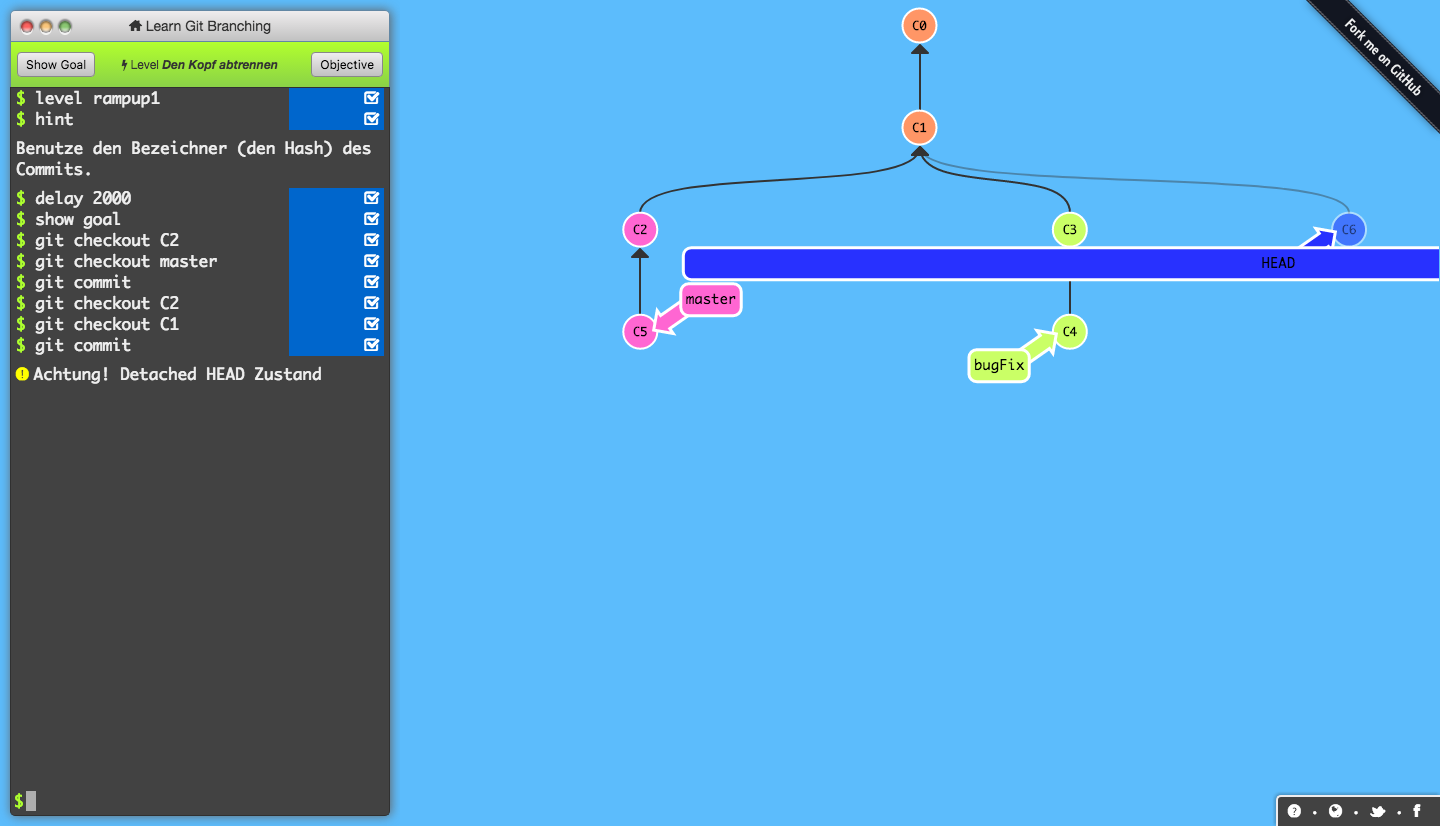 Learn Git Branching
Show Goal
Level Den Kopf abtrennen
Objective
$ level rampup1
$ hint
Benutze den Bezeichner (den Hash) des
Commits.
$ delay 2000
$ show goal
$ git checkout C2
$ git checkout master
$ git commit
$ git checkout C2
$ git checkout C1
$ git commit
Achtung! Detached HEAD Zustand
$
C0
Fork me on GitHub
C1
C2
C3
C6
HEAD
master
C5
C4
bugFix